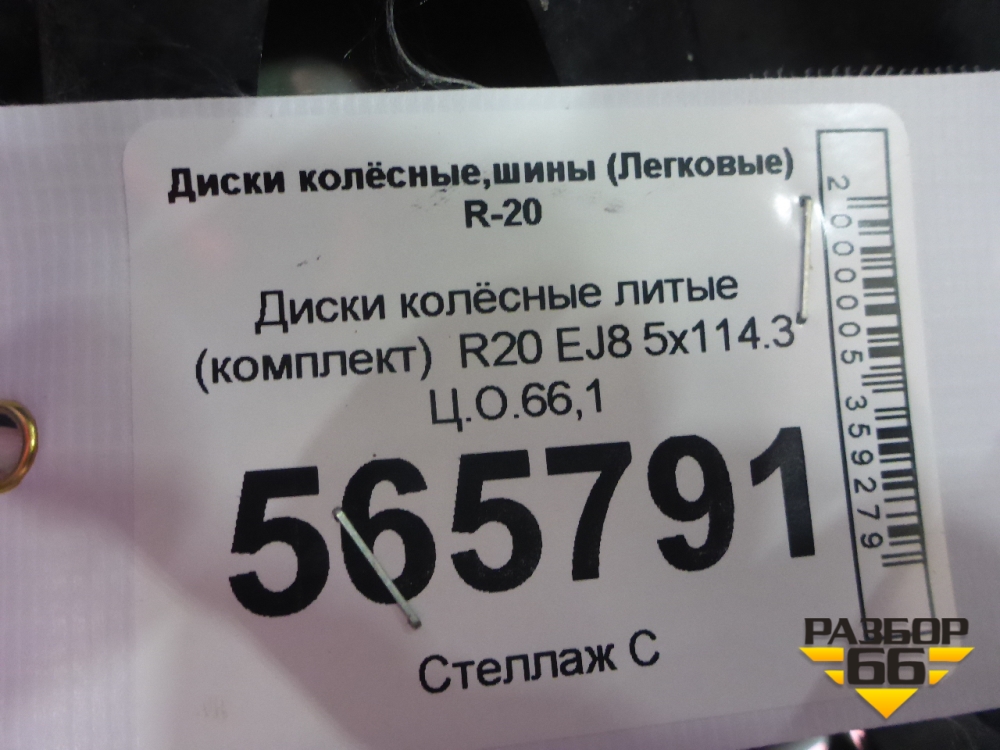 Диски колёсные,шины (Легковые)
R-20
Диски колёсные литые
(комплект) R20 EJ8 5x114.3
Ц.О.66,1
565791
Стеллаж С
2000005359279
РАЗБОР
66